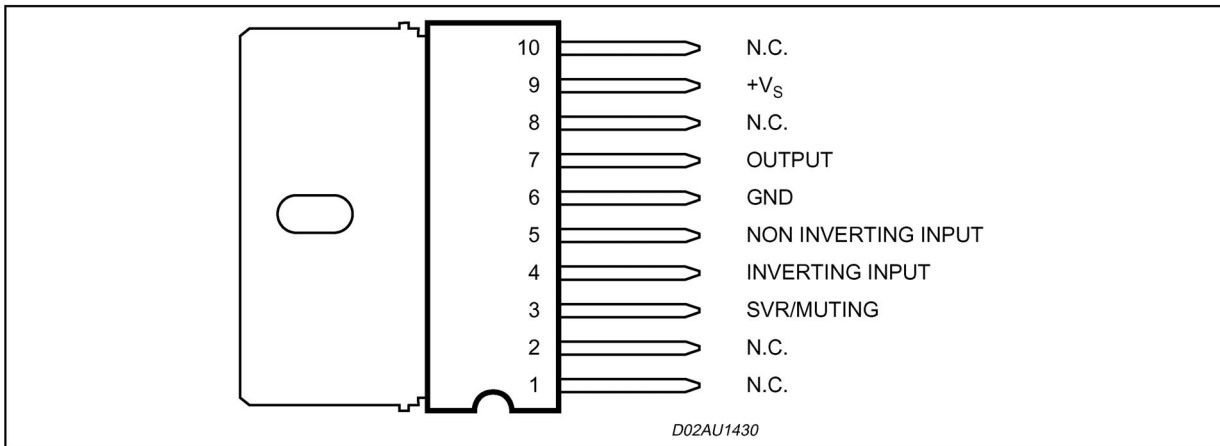 10 N.C.
9 +VS
8 N.C.
7 OUTPUT
6 GND
5 NON INVERTING INPUT
4 INVERTING INPUT
3 SVR/MUTING
2 N.C.
1 N.C.
D02AU1430